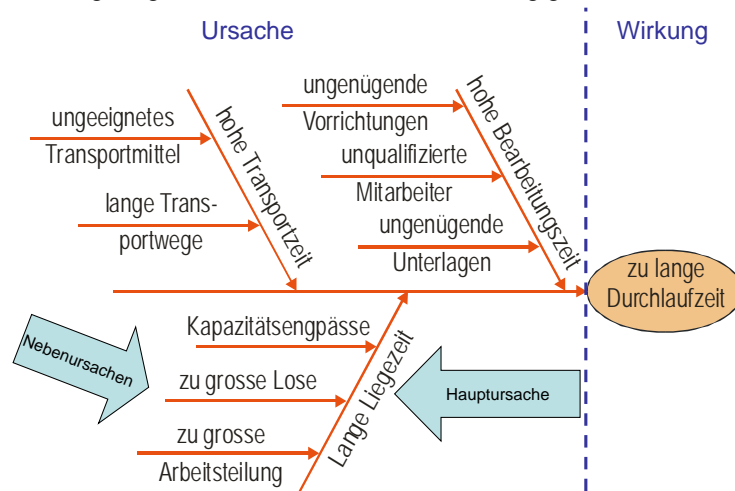 Ursache
Wirkung
ungeeignetes
Transportmittel
lange Trans-
portwege
hohe Transportzeit
ungenügende
Vorrichtungen
unqualifizierte
Mitarbeiter
ungenügende
Unterlagen
hohe Bearbeitungszeit
zu lange
Durchlaufzeit
Nebenursachen
Kapazitätsengpässe
zu grosse Lose
zu grosse
Arbeitsteilung
Lange Liegezeit
Hauptursache